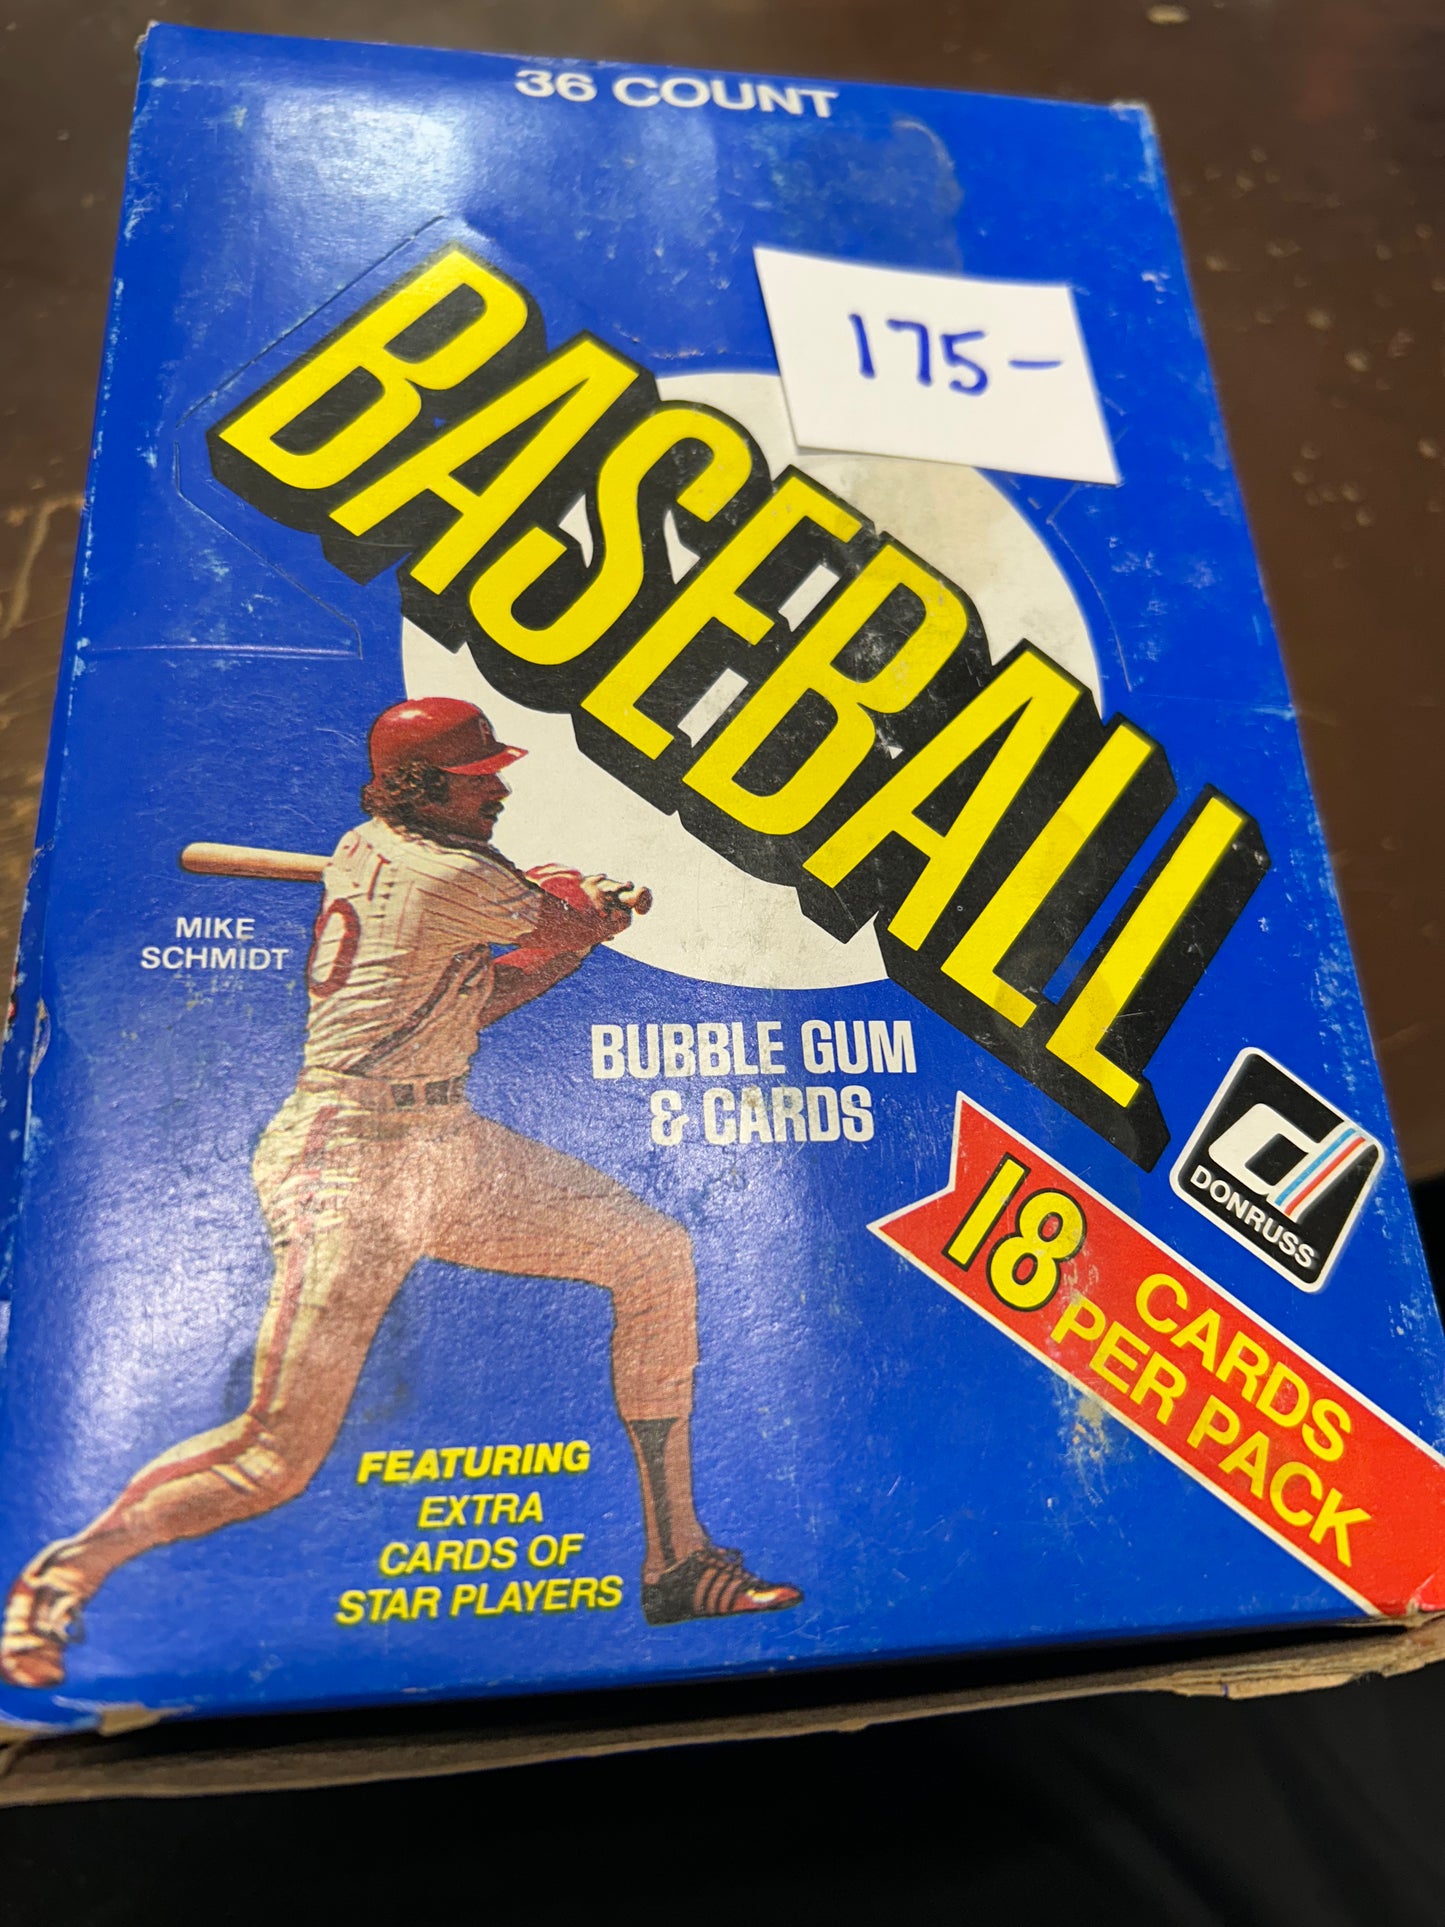 36 COUNT
175-
BASEBALL
MIKE
SCHMIDT
BUBBLE GUM
& CARDS
DONRUSS
18 CARDS
PER PACK
FEATURING
EXTRA
CARDS OF
STAR PLAYERS